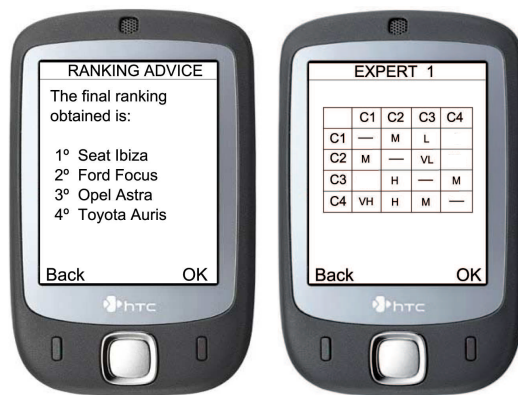 RANKING ADVICE
The final ranking
obtained is:
1º Seat Ibiza
2º Ford Focus
3º Opel Astra
4º Toyota Auris
Back OK
hTC
EXPERT 1
C1 C2 C3 C4
C1 — M L
C2 M — VL
C3 H — M
C4 VH H M —
Back OK
hTC